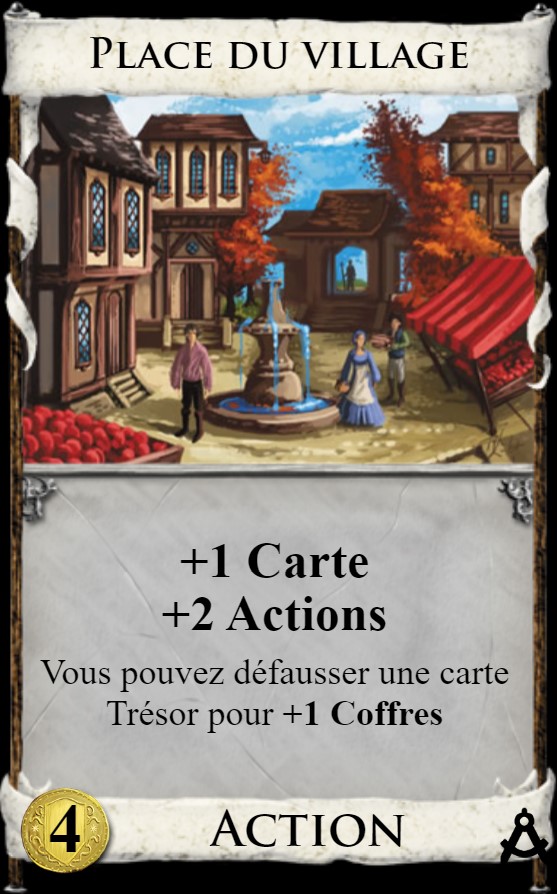 Place du village
+1 Carte
+2 Actions
Vous pouvez défausser une carte
Trésor pour +1 Coffres
4
Action